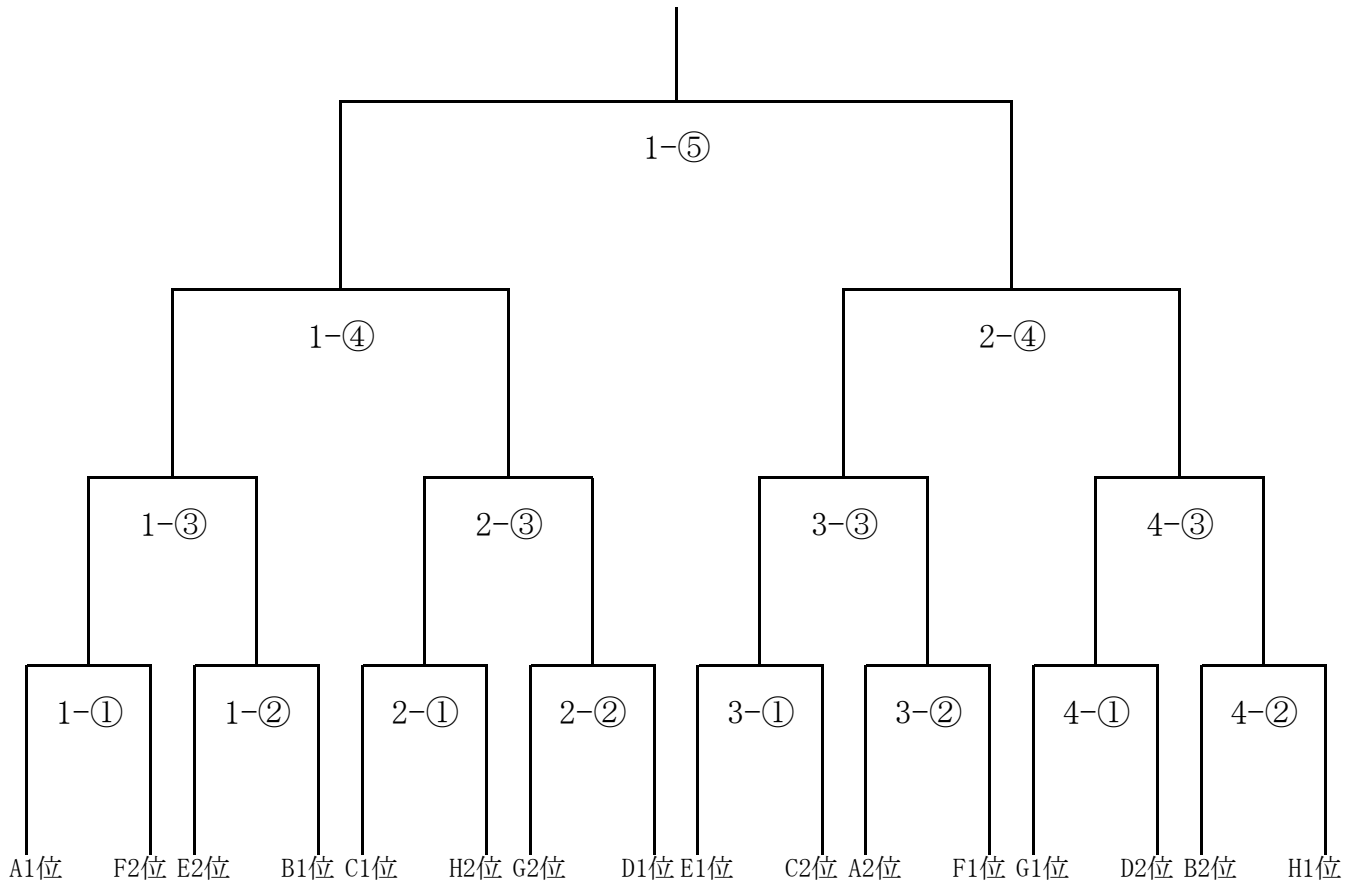 1-⑤
1-④ 2-④
1-③ 2-③ 3-③ 4-③
1-① 1-② 2-① 2-② 3-① 3-② 4-① 4-②
A1位 F2位 E2位 B1位 C1位 H2位 G2位 D1位 E1位 C2位 A2位 F1位 G1位 D2位 B2位 H1位